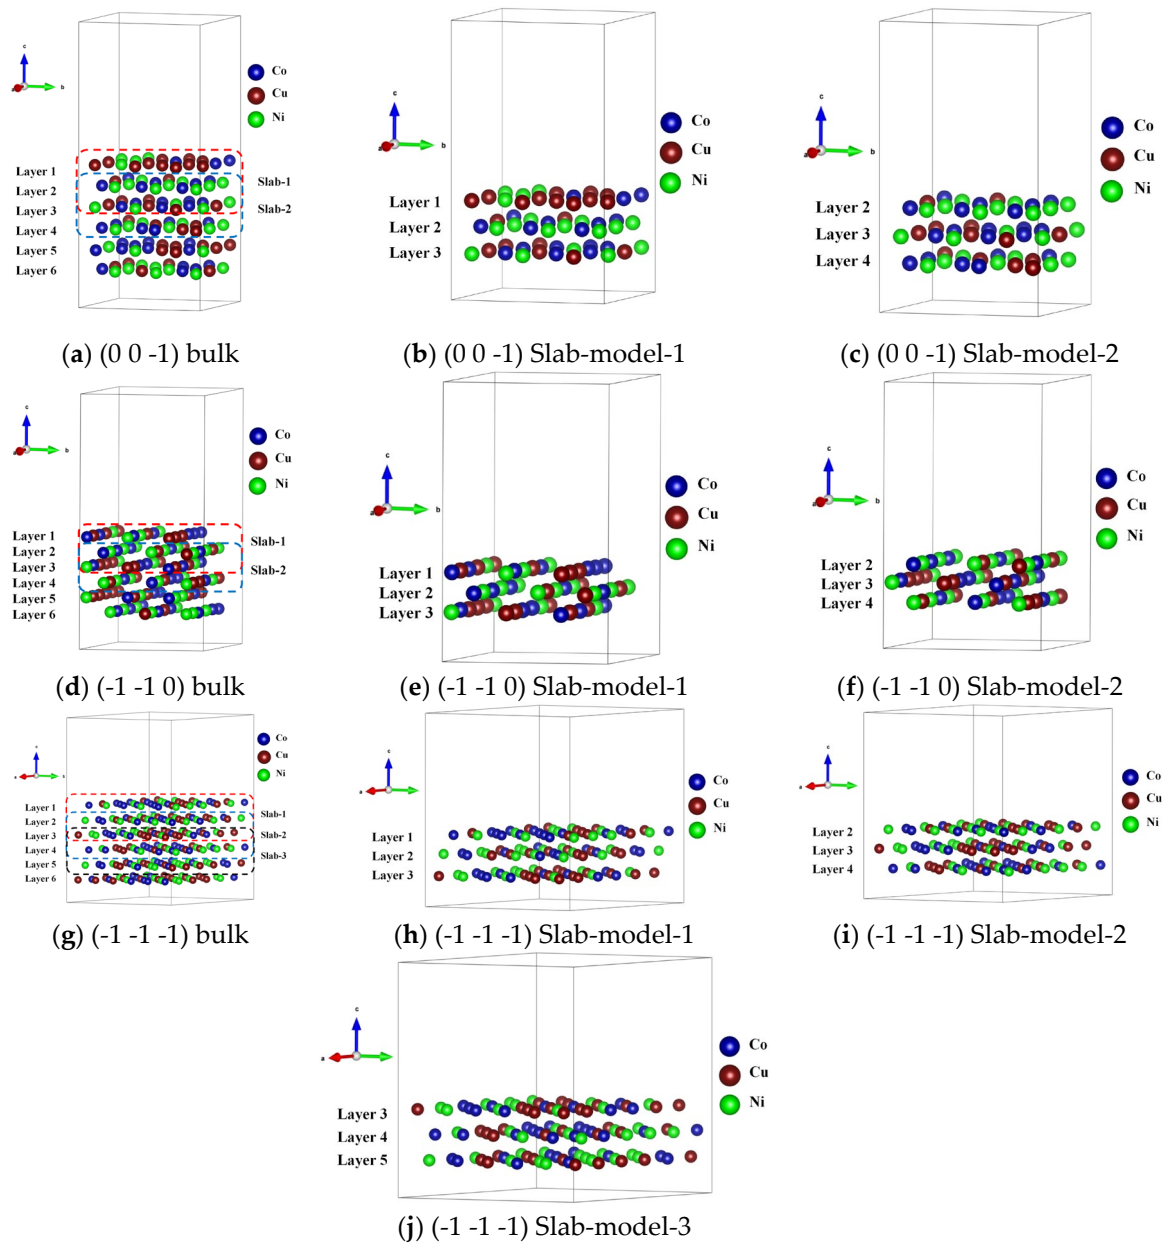 c
a
b
Co
Cu
Ni
Layer 1
Layer 2
Layer 3
Layer 4
Layer 5
Layer 6
Slab-1
Slab-2
(a) (0 0 -1) bulk
c
a
b
Co
Cu
Ni
Layer 1
Layer 2
Layer 3
(b) (0 0 -1) Slab-model-1
c
a
b
Co
Cu
Ni
Layer 2
Layer 3
Layer 4
(c) (0 0 -1) Slab-model-2
c
a
b
Co
Cu
Ni
Layer 1
Layer 2
Layer 3
Layer 4
Layer 5
Layer 6
Slab-1
Slab-2
(d) (-1 -1 0) bulk
c
a
b
Co
Cu
Ni
Layer 1
Layer 2
Layer 3
(e) (-1 -1 0) Slab-model-1
c
a
b
Co
Cu
Ni
Layer 2
Layer 3
Layer 4
(f) (-1 -1 0) Slab-model-2
c
a
Co
Cu
Ni
Layer 1
Layer 2
Layer 3
Layer 4
Layer 5
Layer 6
Slab-1
Slab-2
Slab-3
(g) (-1 -1 -1) bulk
c
a
Co
Cu
Ni
Layer 1
Layer 2
Layer 3
(h) (-1 -1 -1) Slab-model-1
c
a
Co
Cu
Ni
Layer 2
Layer 3
Layer 4
(i) (-1 -1 -1) Slab-model-2
c
a
Co
Cu
Ni
Layer 3
Layer 4
Layer 5
(j) (-1 -1 -1) Slab-model-3